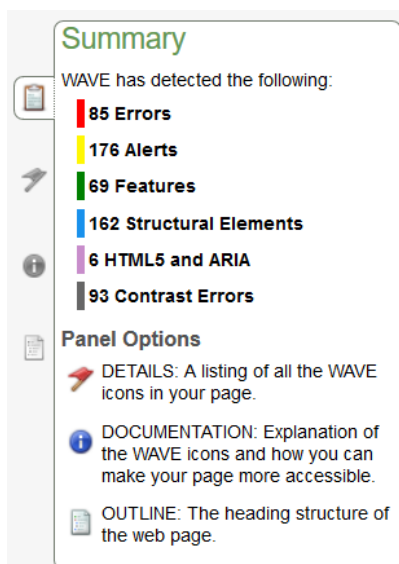 Summary
WAVE has detected the following:
85 Errors
176 Alerts
69 Features
162 Structural Elements
6 HTML5 and ARIA
93 Contrast Errors
Panel Options
DETAILS: A listing of all the WAVE
icons in your page.
DOCUMENTATION: Explanation of
the WAVE icons and how you can
make your page more accessible.
OUTLINE: The heading structure of
the web page.